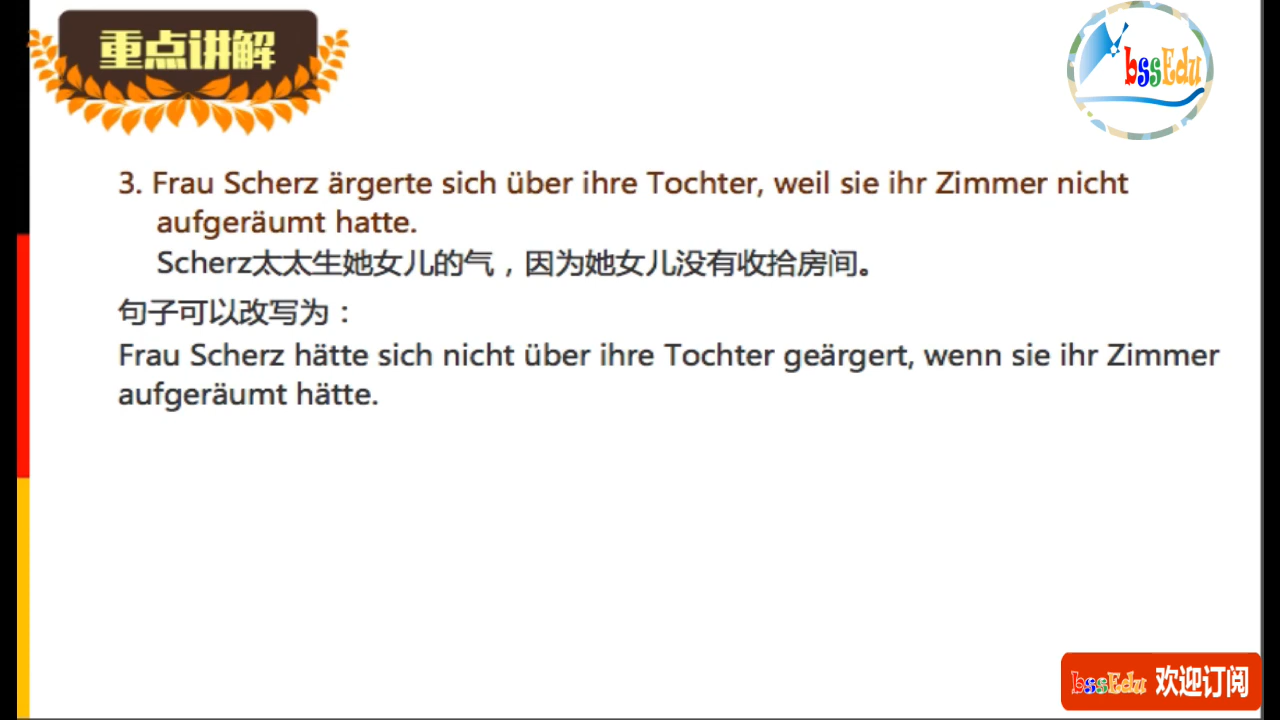 重点讲解
bssEdu
3. Frau Scherz ärgerte sich über ihre Tochter, weil sie ihr Zimmer nicht
aufgeräumt hatte.
Scherz太太生她女儿的气，因为她女儿没有收拾房间。
句子可以改写为：
Frau Scherz hätte sich nicht über ihre Tochter geärgert, wenn sie ihr Zimmer
aufgeräumt hätte.
bssEdu 欢迎订阅